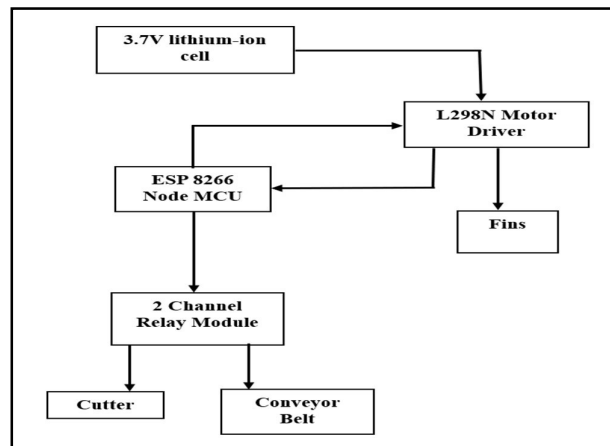 3.7V lithium-ion
cell
L298N Motor
Driver
ESP 8266
Node MCU
Fins
2 Channel
Relay Module
Cutter
Conveyor
Belt